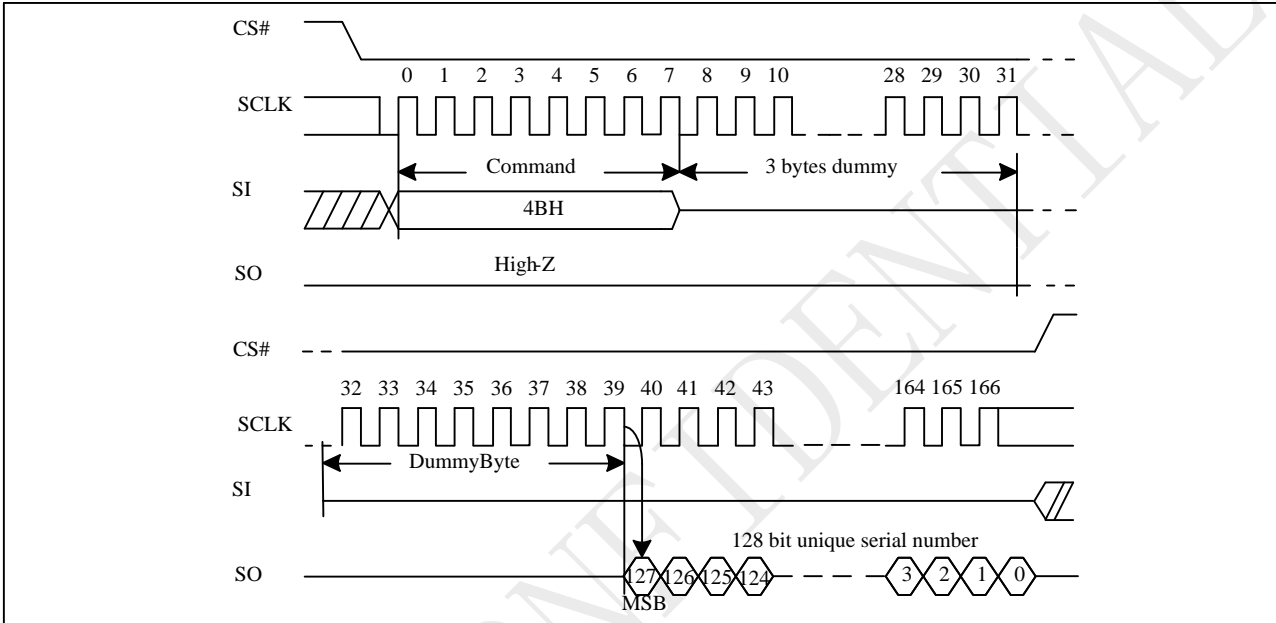 CS#
0 1 2 3 4 5 6 7 8 9 10 28 29 30 31
SCLK
Command 3 bytes dummy
SI
4BH
High-Z
SO
CS#
32 33 34 35 36 37 38 39 40 41 42 43 164 165 166
SCLK
DummyByte
SI
128 bit unique serial number
SO 127 126 125 124 3 2 1 0
MSB
ONE IDENTIAL